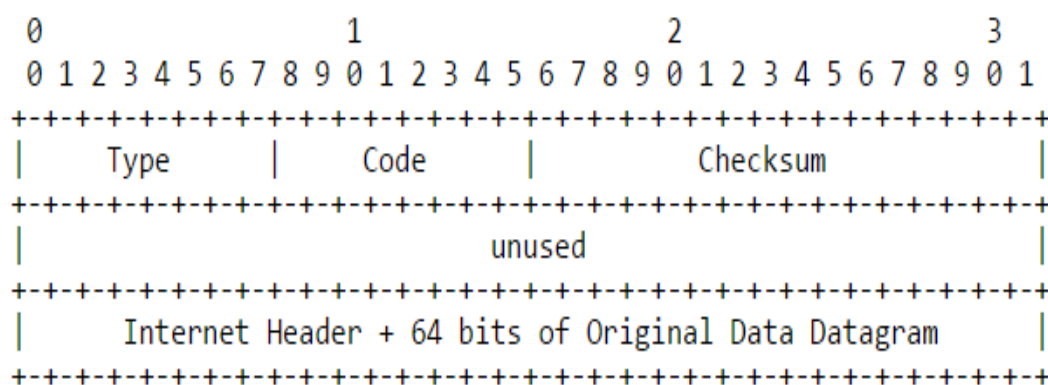 0                   1                   2                   3
0 1 2 3 4 5 6 7 8 9 0 1 2 3 4 5 6 7 8 9 0 1 2 3 4 5 6 7 8 9 0 1
+-+-+-+-+-+-+-+-+-+-+-+-+-+-+-+-+-+-+-+-+-+-+-+-+-+-+-+-+-+-+-+-+
|     Type      |     Code      |          Checksum             |
+-+-+-+-+-+-+-+-+-+-+-+-+-+-+-+-+-+-+-+-+-+-+-+-+-+-+-+-+-+-+-+-+
|                             unused                            |
+-+-+-+-+-+-+-+-+-+-+-+-+-+-+-+-+-+-+-+-+-+-+-+-+-+-+-+-+-+-+-+-+
|      Internet Header + 64 bits of Original Data Datagram      |
+-+-+-+-+-+-+-+-+-+-+-+-+-+-+-+-+-+-+-+-+-+-+-+-+-+-+-+-+-+-+-+-+